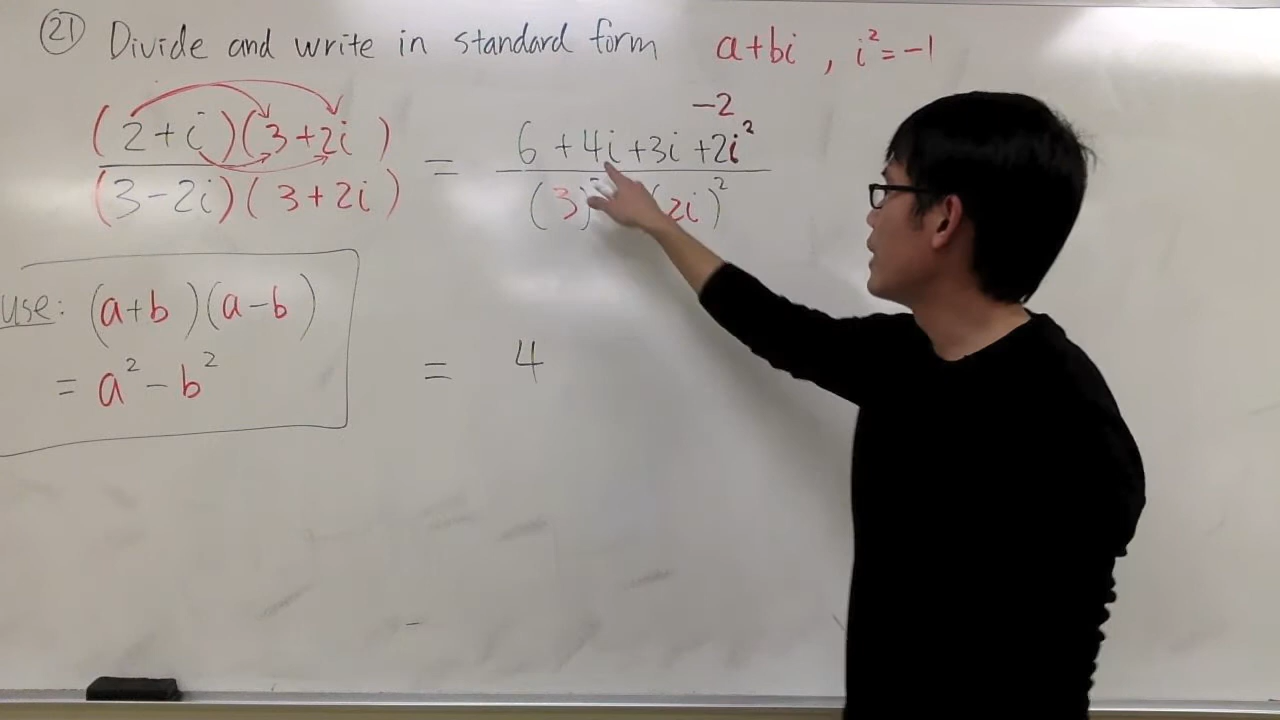 21 Divide and write in standard form a+bi , i²=-1
-2
(2+i)(3+2i) = 6+4i+3i+2i²
(3-2i)(3+2i) (3)² (2i)²
use: (a+b)(a-b)
= a²-b²
= 4